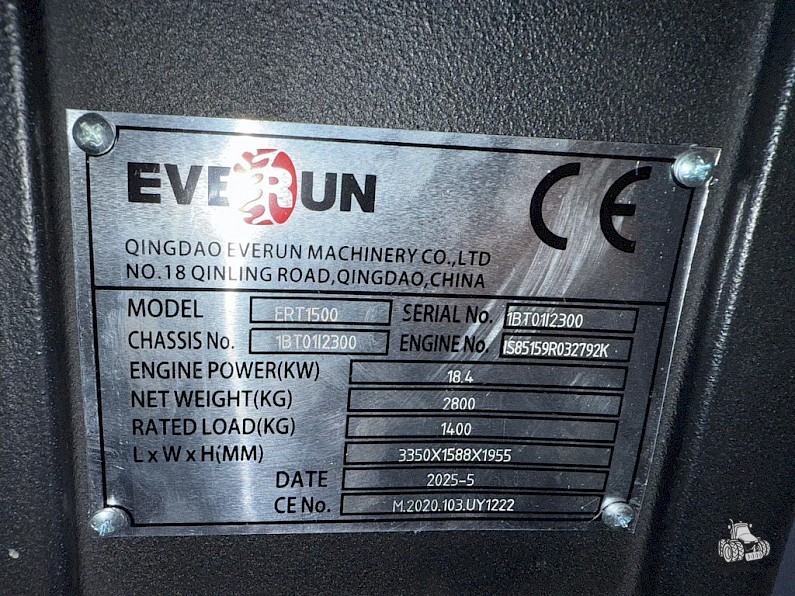 EVERUN
CE
QINGDAO EVERUN MACHINERY CO.,LTD
NO.18 QINLING ROAD,QINGDAO,CHINA
MODEL ERT1500 SERIAL No. 1BT01I2300
CHASSIS No. 1BT01I2300 ENGINE No. IS85159R032792K
ENGINE POWER(KW) 18.4
NET WEIGHT(KG) 2800
RATED LOAD(KG) 1400
L x W x H(MM) 3350X1588X1955
DATE 2025-5
CE No. M.2020.103.UY1222